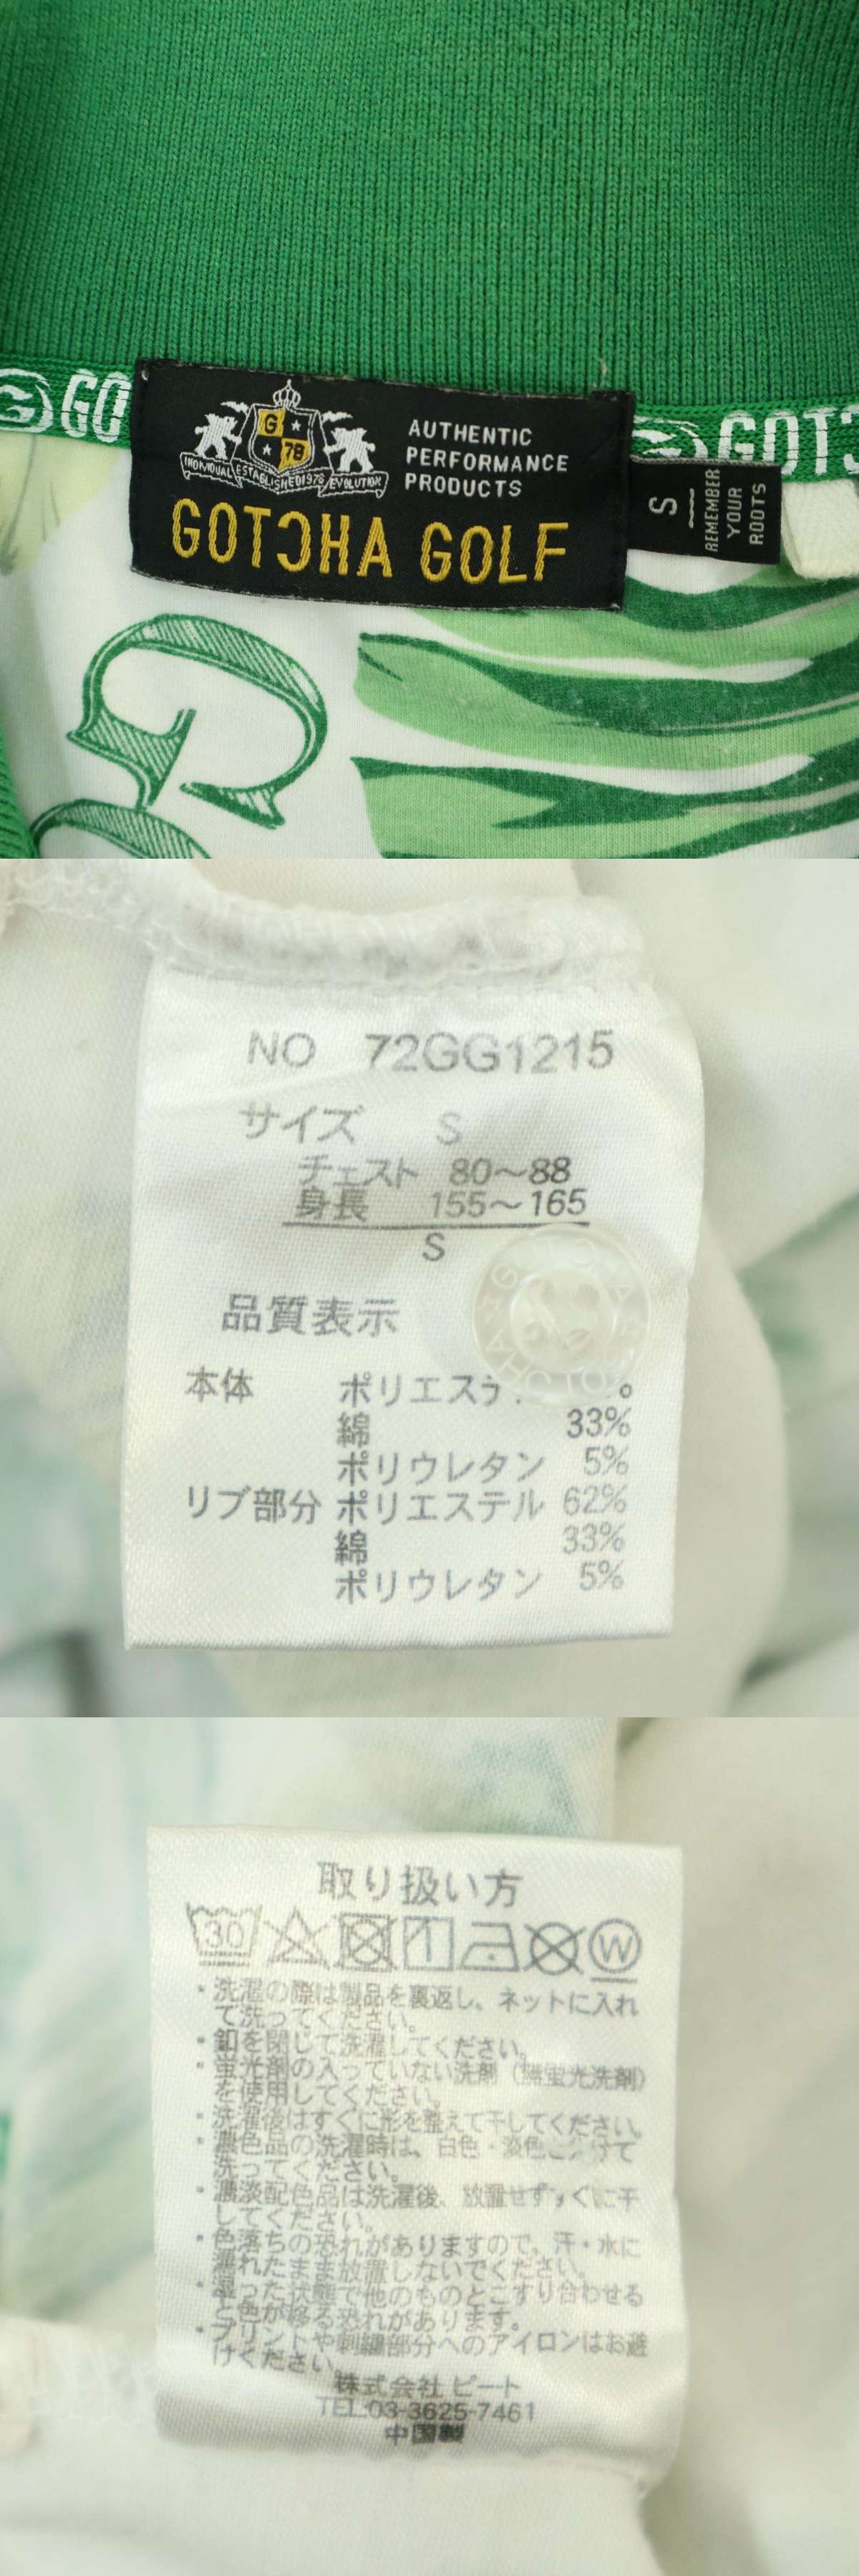 GO
AUTHENTIC
PERFORMANCE
PRODUCTS
G
78
INDIVIDUAL ESTABLISHED1978 EVOLUTION
GOTCHA GOLF
S
REMEMBER
YOUR
ROOTS
GOTC
G
NO 72GG1215
サイズ S
チェスト 80～88
身長 155～165
S
品質表示
本体 ポリエステ
綿 33%
ポリウレタン 5%
リブ部分 ポリエステル 62%
綿 33%
ポリウレタン 5%
取り扱い方
30 W
・洗濯の際は製品を裏返し、ネットに入れ
て洗ってください。
・釦を閉じて洗濯してください。
・蛍光剤の入っていない洗剤（無蛍光洗剤）
を使用してください。
・洗濯後はすぐに形を整えて干してください。
・濃色品の洗濯時は、白色・淡色と分けて
洗ってください。
・濃淡配色品は洗濯後、放置せずすぐに干
してください。
・色落ちの恐れがありますので、汗・水に
濡れたまま放置しないでください。
・湿った状態で他のものとこすり合わせる
と色が移る恐れがあります。
・プリントや刺繍部分へのアイロンはお避
けください。
株式会社 ビート
TEL:03-3625-7461
中国製